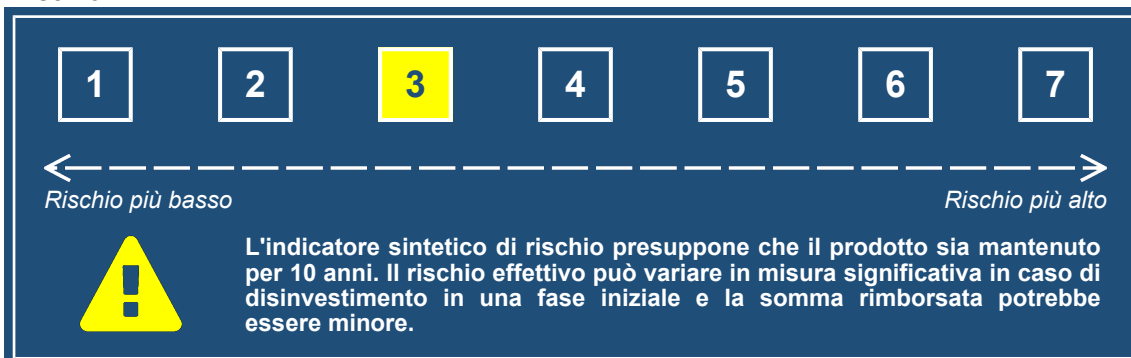 1 2 3 4 5 6 7
Rischio più basso Rischio più alto
L'indicatore sintetico di rischio presuppone che il prodotto sia mantenuto
per 10 anni. Il rischio effettivo può variare in misura significativa in caso di
disinvestimento in una fase iniziale e la somma rimborsata potrebbe
essere minore.